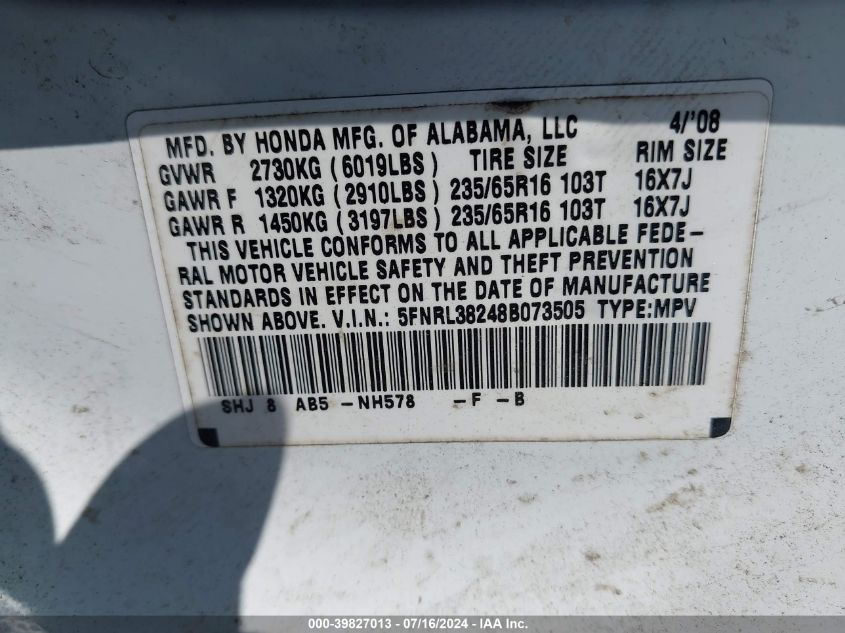 MFD. BY HONDA MFG. OF ALABAMA, LLC 4/'08
GVWR 2730KG (6019LBS) TIRE SIZE RIM SIZE
GAWR F 1320KG (2910LBS) 235/65R16 103T 16X7J
GAWR R 1450KG (3197LBS) 235/65R16 103T 16X7J
THIS VEHICLE CONFORMS TO ALL APPLICABLE FEDE-
RAL MOTOR VEHICLE SAFETY AND THEFT PREVENTION
STANDARDS IN EFFECT ON THE DATE OF MANUFACTURE
SHOWN ABOVE. V.I.N.: 5FNRL38248B073505 TYPE:MPV
SHJ 8 AB5 -NH578 -F -B
000-39827013 - 07/16/2024 - IAA Inc.